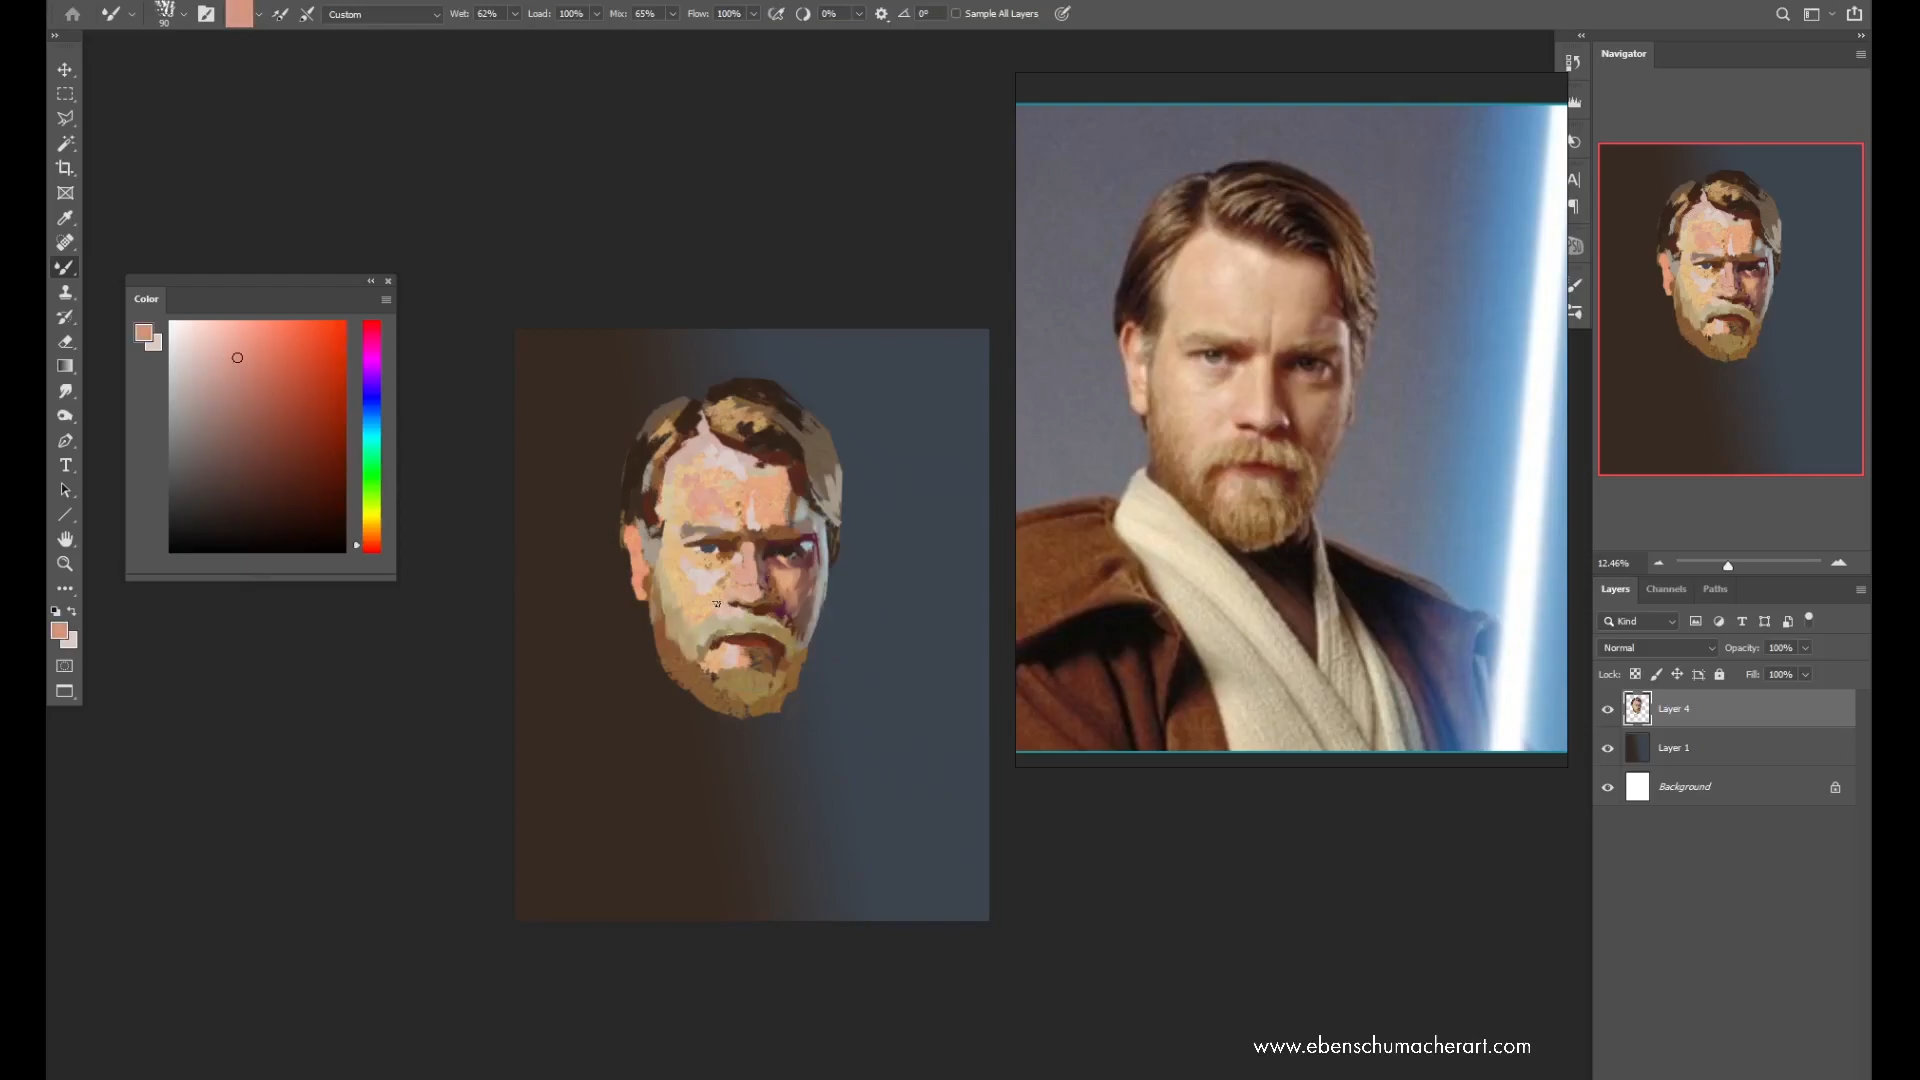 90
Custom
Wet: 62%
Load: 100%
Mix: 65%
Flow: 100%
0%
0°
Sample All Layers
Navigator
Color
12.46%
Layers
Channels
Paths
Kind
Normal
Opacity: 100%
Lock:
Fill: 100%
Layer 4
Layer 1
Background
www.ebenschumacherart.com